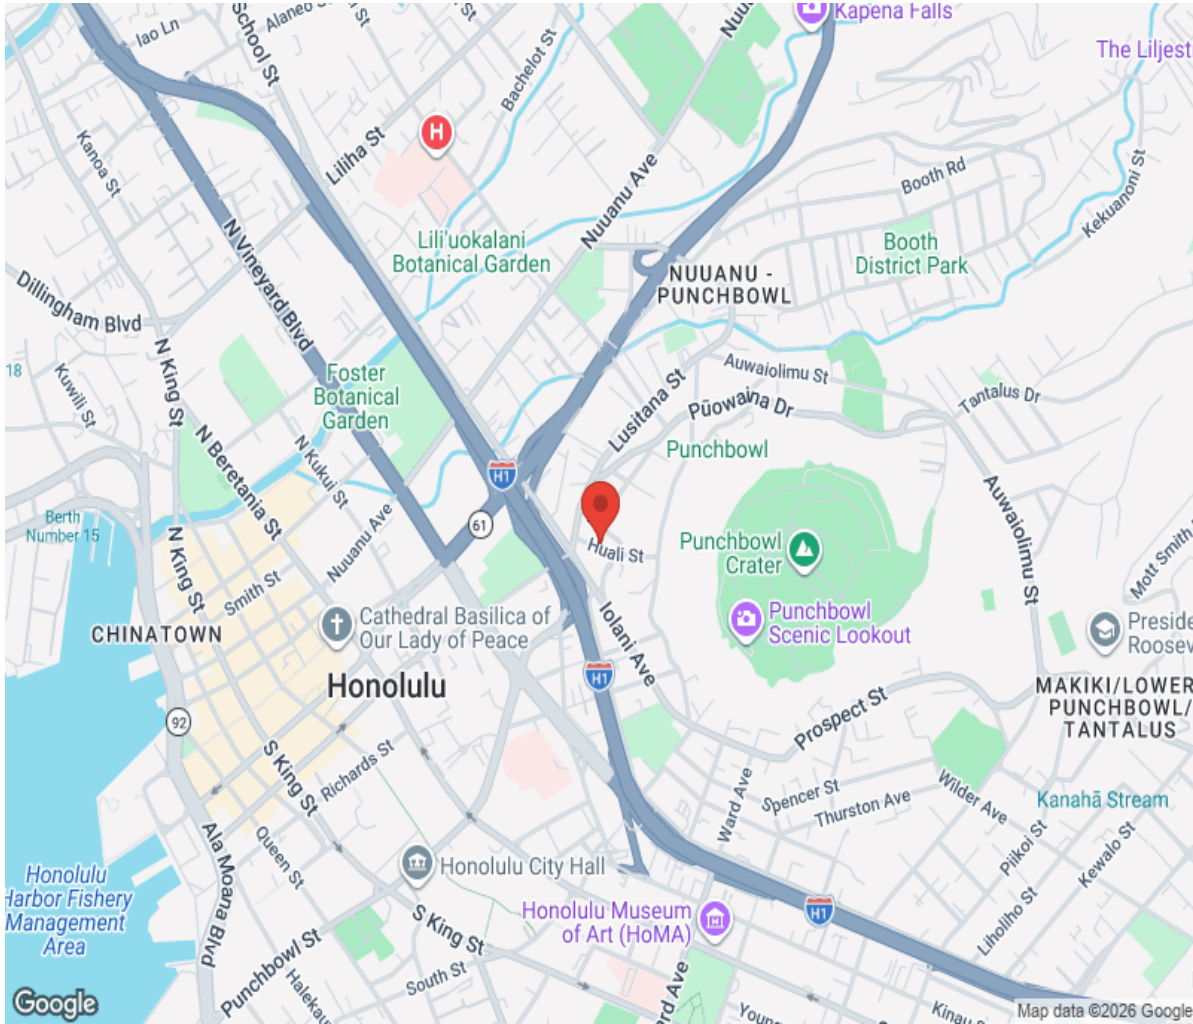 Kapena Falls
The Liljest
Alaneo St
Iao Ln
School St
Nuuanu
Bachelot St
Kanoa St
Liliha St
H
Nuuanu Ave
Booth Rd
Kekuanoni St
N Vineyard Blvd
Lili'uokalani
Botanical Garden
Booth
District Park
NUUANU -
PUNCHBOWL
Dillingham Blvd
18
Kuwili St
N King St
Foster
Botanical
Garden
Auwaiolimu St
Tantalus Dr
Lusitana St
Pūowaina Dr
Punchbowl
N Beretania St
N Kukui St
H1
61
Auwaiolimu St
Berth
Number 15
Nuuanu Ave
N King St
Huali St
Punchbowl
Crater
Mott Smith
Smith St
CHINATOWN
Cathedral Basilica of
Our Lady of Peace
Iolani Ave
Punchbowl
Scenic Lookout
Preside
Roosev
Honolulu
H1
MAKIKI/LOWER
PUNCHBOWL/
TANTALUS
92
Prospect St
S King St
Richards St
Ward Ave
Spencer St
Thurston Ave
Wilder Ave
Kanahā Stream
Ala Moana Blvd
Queen St
Piikoi St
Kewalo St
Honolulu City Hall
Honolulu
Harbor Fishery
Management
Area
Honolulu Museum
of Art (HoMA)
H1
Liholiho St
S King St
Punchbowl St
South St
Halekau
rd Ave
Young
Kinau S
Google
Map data ©2026 Google